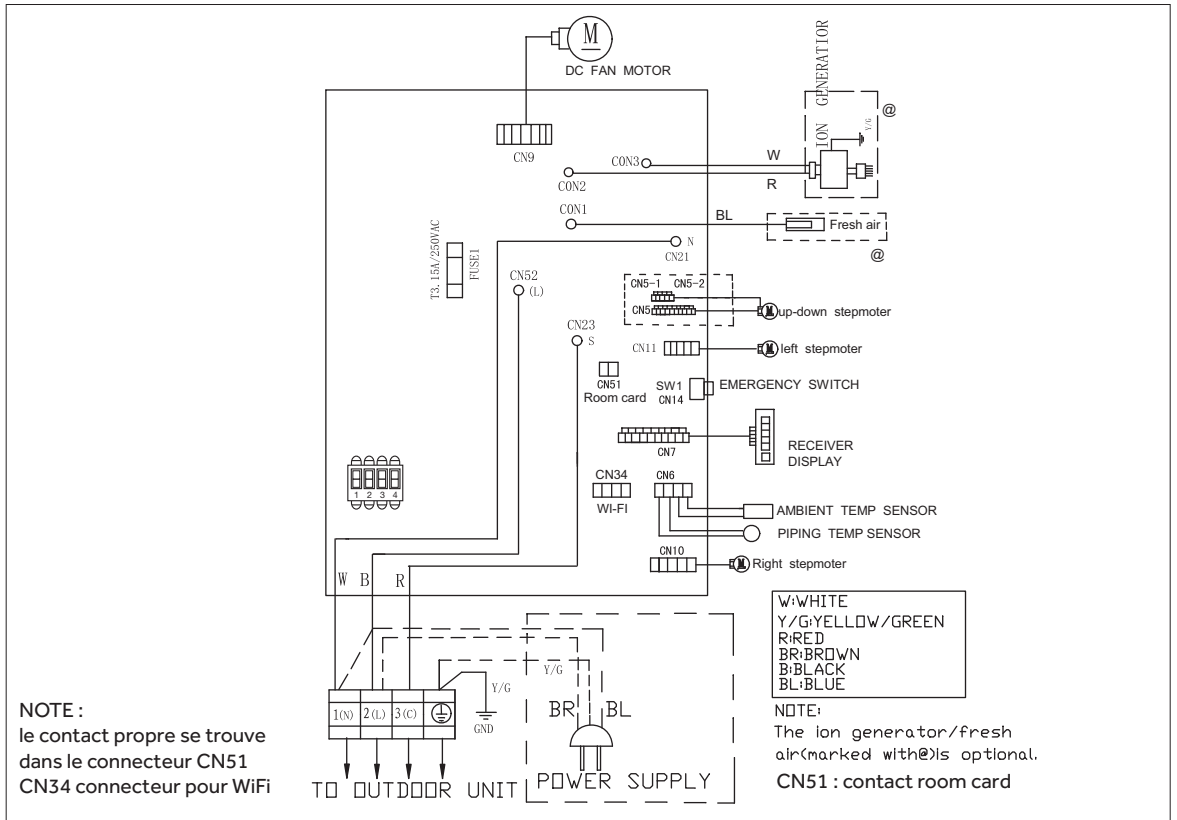 M
DC FAN MOTOR
ION GENERATIOR
@
Y/G
CN9
CON3
W
CON2
R
CON1
BL
Fresh air
@
N
CN21
T3.15A/250VAC
FUSE1
CN52
(L)
CN5-1 CN5-2
CN5
M up-down stepmoter
CN23
S
CN11
M left stepmoter
CN51
Room card
SW1
CN14
EMERGENCY SWITCH
CN7
RECEIVER
DISPLAY
CN34
WI-FI
CN6
1 2 3 4
AMBIENT TEMP SENSOR
PIPING TEMP SENSOR
CN10
M Right stepmoter
W B R
W:WHITE
Y/G:YELLOW/GREEN
R:RED
BR:BROWN
B:BLACK
BL:BLUE
Y/G
Y/G
1(N) 2(L) 3(C)
GND
BR BL
NOTE :
le contact propre se trouve
dans le connecteur CN51
CN34 connecteur pour WiFi
TO OUTDOOR UNIT
POWER SUPPLY
NOTE:
The ion generator/fresh
air(marked with@)is optional.
CN51 : contact room card